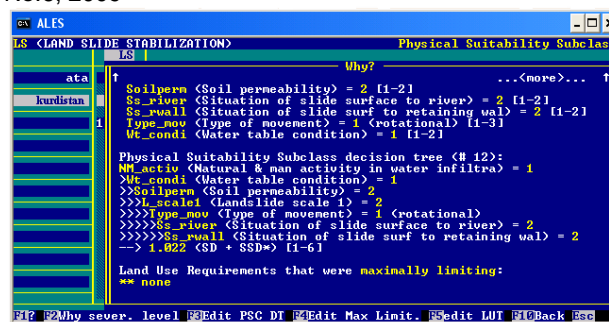 ALES
LS (LAND SLIDE STABILIZATION) Physical Suitability Subclas
LS
Why?
ata ↑ ...<more>... ↑
Soilperm (Soil permeability) = 2 [1-2]
kurdistan Ss_river (Situation of slide surface to river) = 2 [1-2]
Ss_rwall (Situation of slide surf to retaining wal) = 2 [1-2]
1 Type_mov (Type of movement) = 1 (rotational) [1-3]
Wt_condi (Water table condition) = 1 [1-2]
Physical Suitability Subclass decision tree (# 12):
NM_activ (Natural & man activity in water infiltra) = 1
>Wt_condi (Water table condition) = 1
>>Soilperm (Soil permeability) = 2
>>>L_scale1 (Landslide scale 1) = 2
>>>>Type_mov (Type of movement) = 1 (rotational)
>>>>>Ss_river (Situation of slide surface to river) = 2
>>>>>>Ss_rwall (Situation of slide surf to retaining wal) = 2
--> 1.022 (SD + SSD*) [1-6]
Land Use Requirements that were maximally limiting:
** none
F1? F2Why sever. level F3Edit PSC DT F4Edit Max Limit. F5edit LUT F10Back Esc